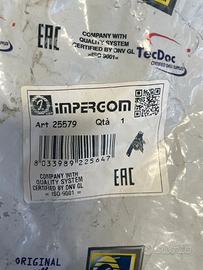 COMPANY WITH
QUALITY SYSTEM
CERTIFIED BY DNV GL
=ISO 9001=
EAC
TecDoc
IMPERGOM
Art. 25579 Qtà 1
8 033989 225647
COMPANY WITH
QUALITY SYSTEM
CERTIFIED BY DNV GL
= ISO-9001 =
EAC
ORIGINAL